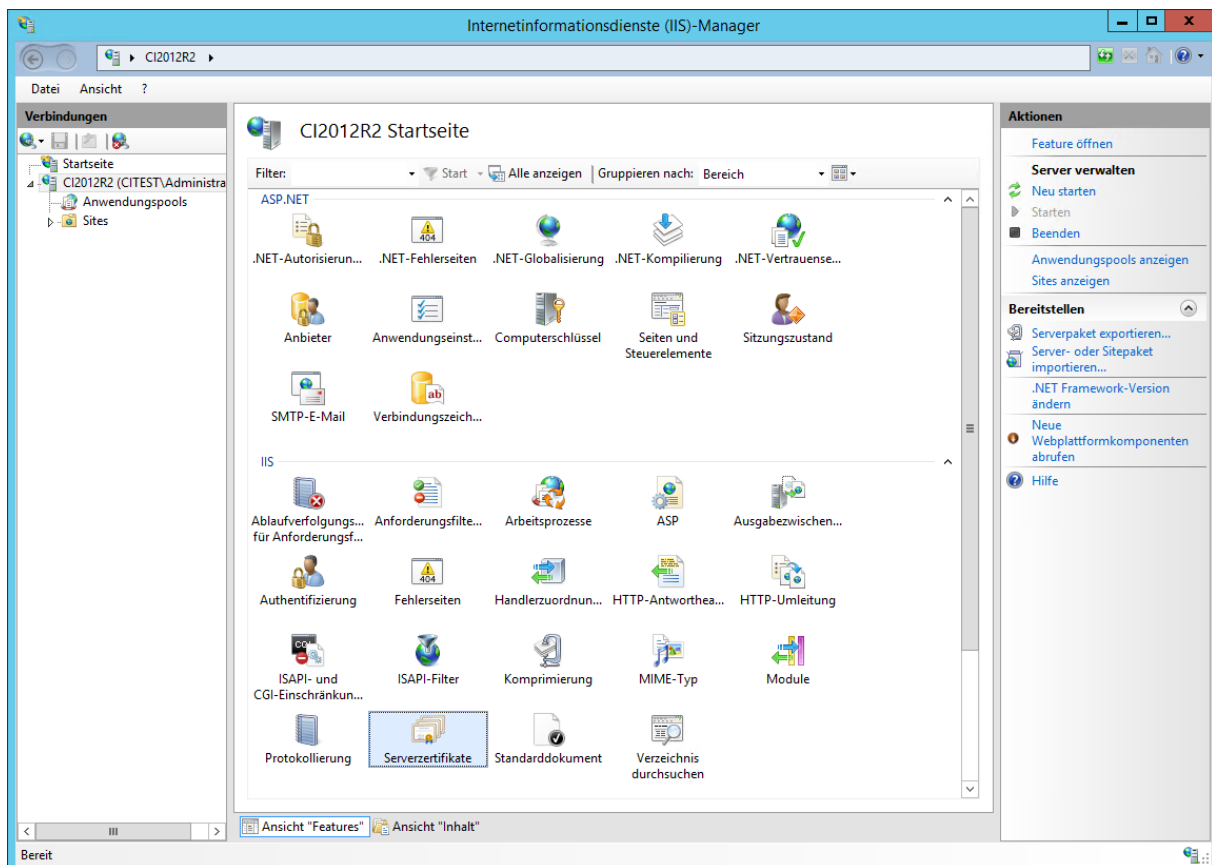 Internetinformationsdienste (IIS)-Manager
CI2012R2
Datei Ansicht ?
Verbindungen
Startseite
CI2012R2 (CITEST\Administra
Anwendungspools
Sites
CI2012R2 Startseite
Filter: Start Alle anzeigen Gruppieren nach: Bereich
ASP.NET
.NET-Autorisierun... .NET-Fehlerseiten .NET-Globalisierung .NET-Kompilierung .NET-Vertrauense...
Anbieter Anwendungseinst... Computerschlüssel Seiten und Steuerelemente Sitzungszustand
SMTP-E-Mail Verbindungszeich...
IIS
Ablaufverfolgungs... für Anforderungsf... Anforderungsfilte... Arbeitsprozesse ASP Ausgabezwischen...
Authentifizierung Fehlerseiten Handlerzuordnun... HTTP-Antworthea... HTTP-Umleitung
ISAPI- und CGI-Einschränkun... ISAPI-Filter Komprimierung MIME-Typ Module
Protokollierung Serverzertifikate Standarddokument Verzeichnis durchsuchen
Ansicht "Features" Ansicht "Inhalt"
Aktionen
Feature öffnen
Server verwalten
Neu starten
Starten
Beenden
Anwendungspools anzeigen
Sites anzeigen
Bereitstellen
Serverpaket exportieren...
Server- oder Sitepaket
importieren...
.NET Framework-Version
ändern
Neue
Webplattformkomponenten
abrufen
Hilfe
Bereit